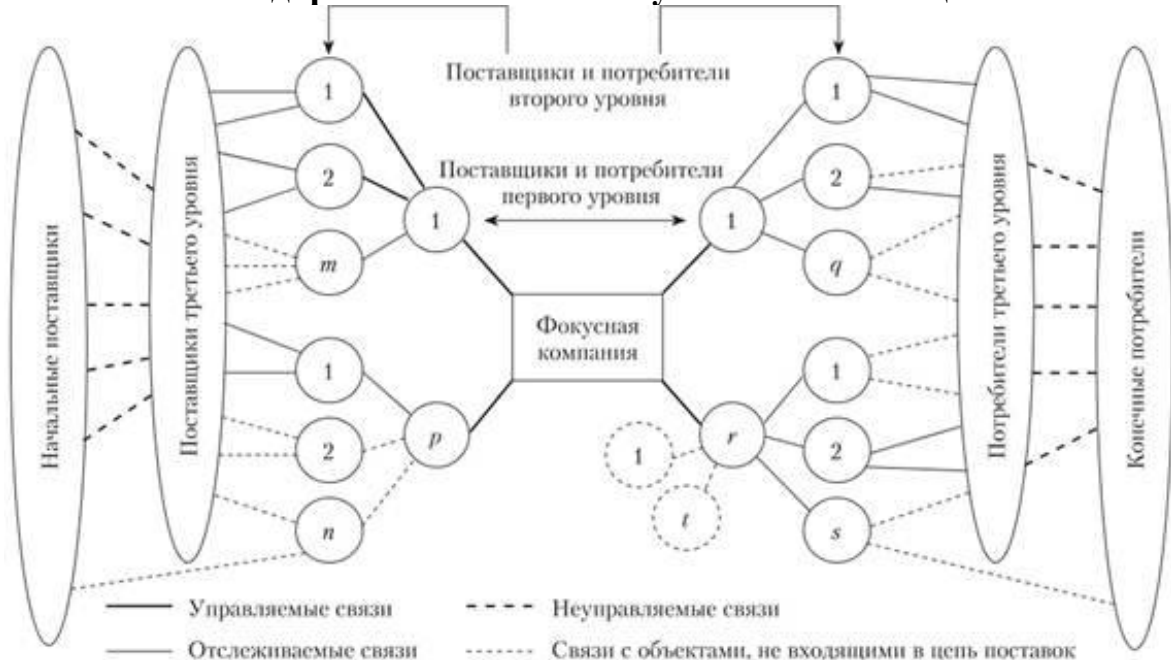 Поставщики и потребители
второго уровня
Поставщики и потребители
первого уровня
Начальные поставщики
Поставщики третьего уровня
1
2
m
1
1
2
n
p
Фокусная
компания
1
r
1
t
1
2
q
1
2
s
Потребители третьего уровня
Конечные потребители
Управляемые связи
Неуправляемые связи
Отслеживаемые связи
Связи с объектами, не входящими в цепь поставок